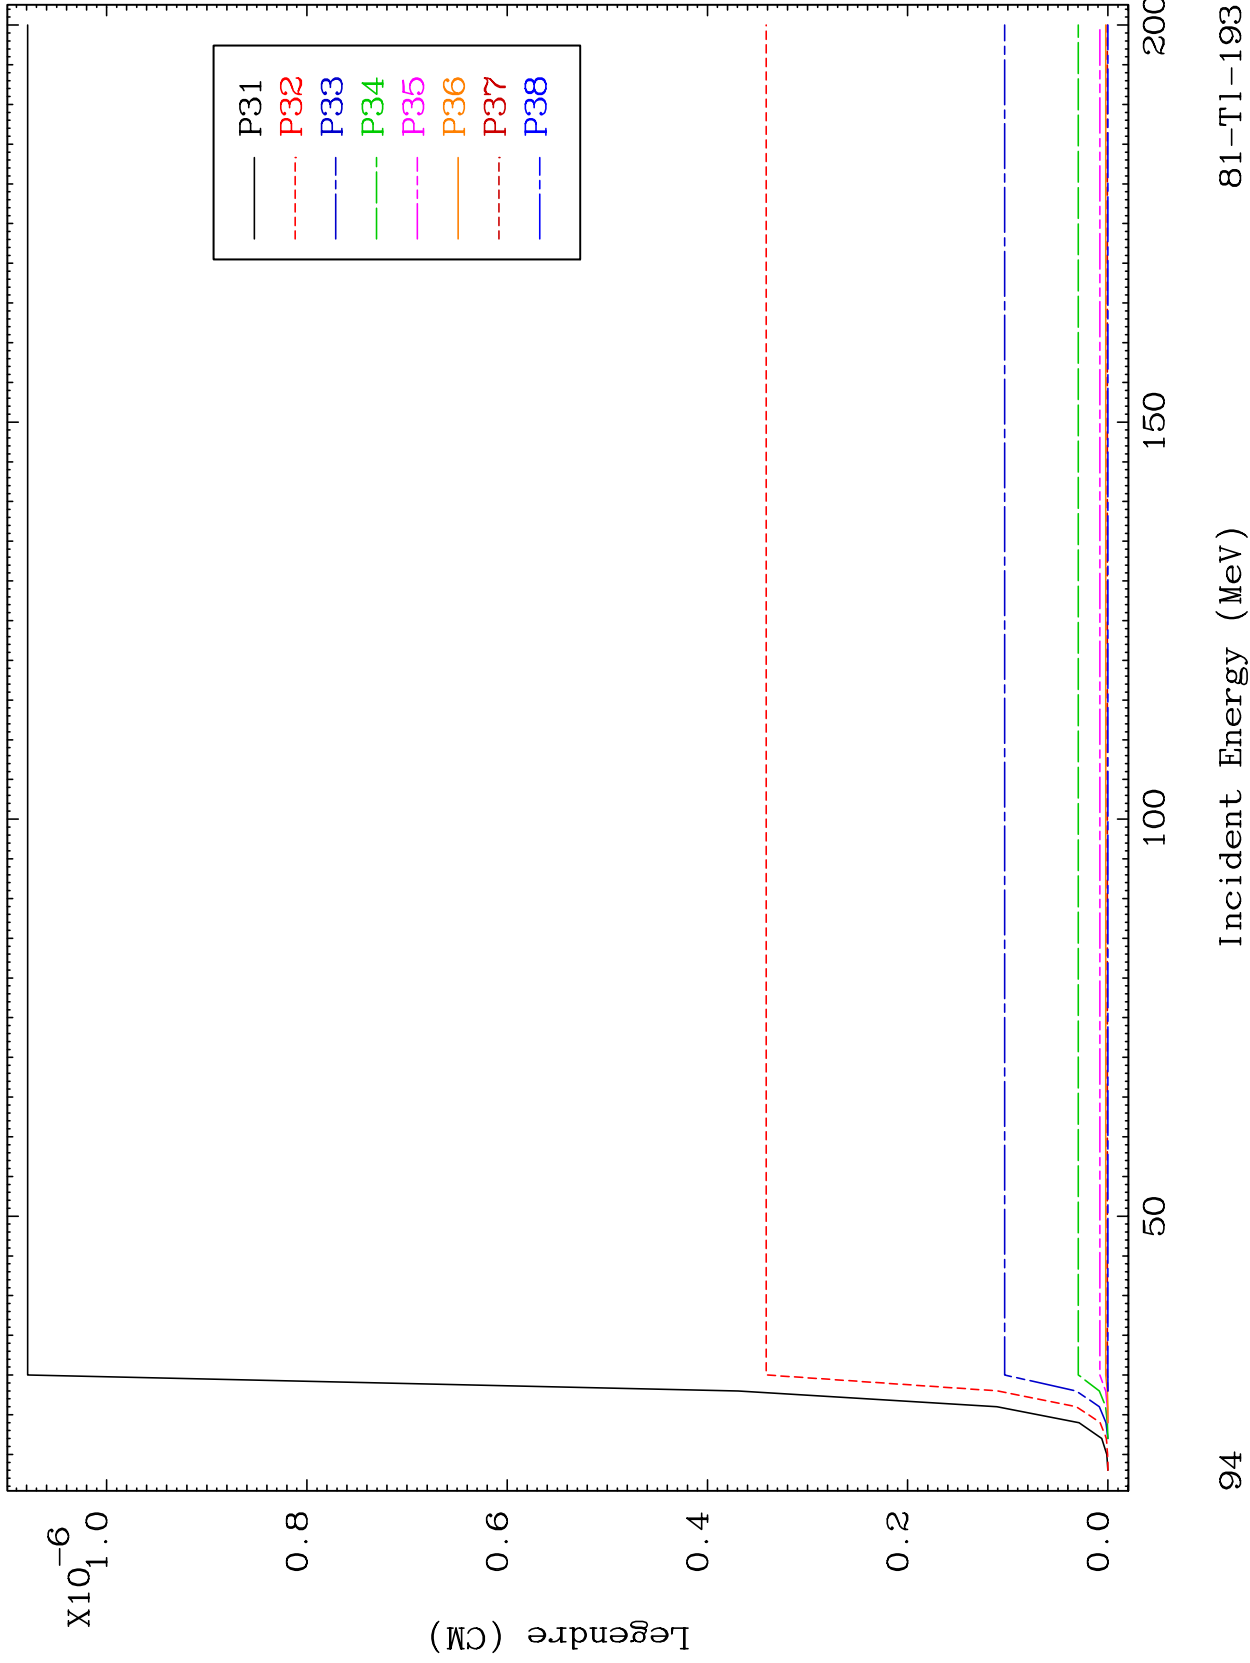 X10-6
1.0
0.8
0.6
0.4
0.2
0.0
Legendre (CM)
P31
P32
P33
P34
P35
P36
P37
P38
50
100
150
200
94
Incident Energy (MeV)
81-Tl-193